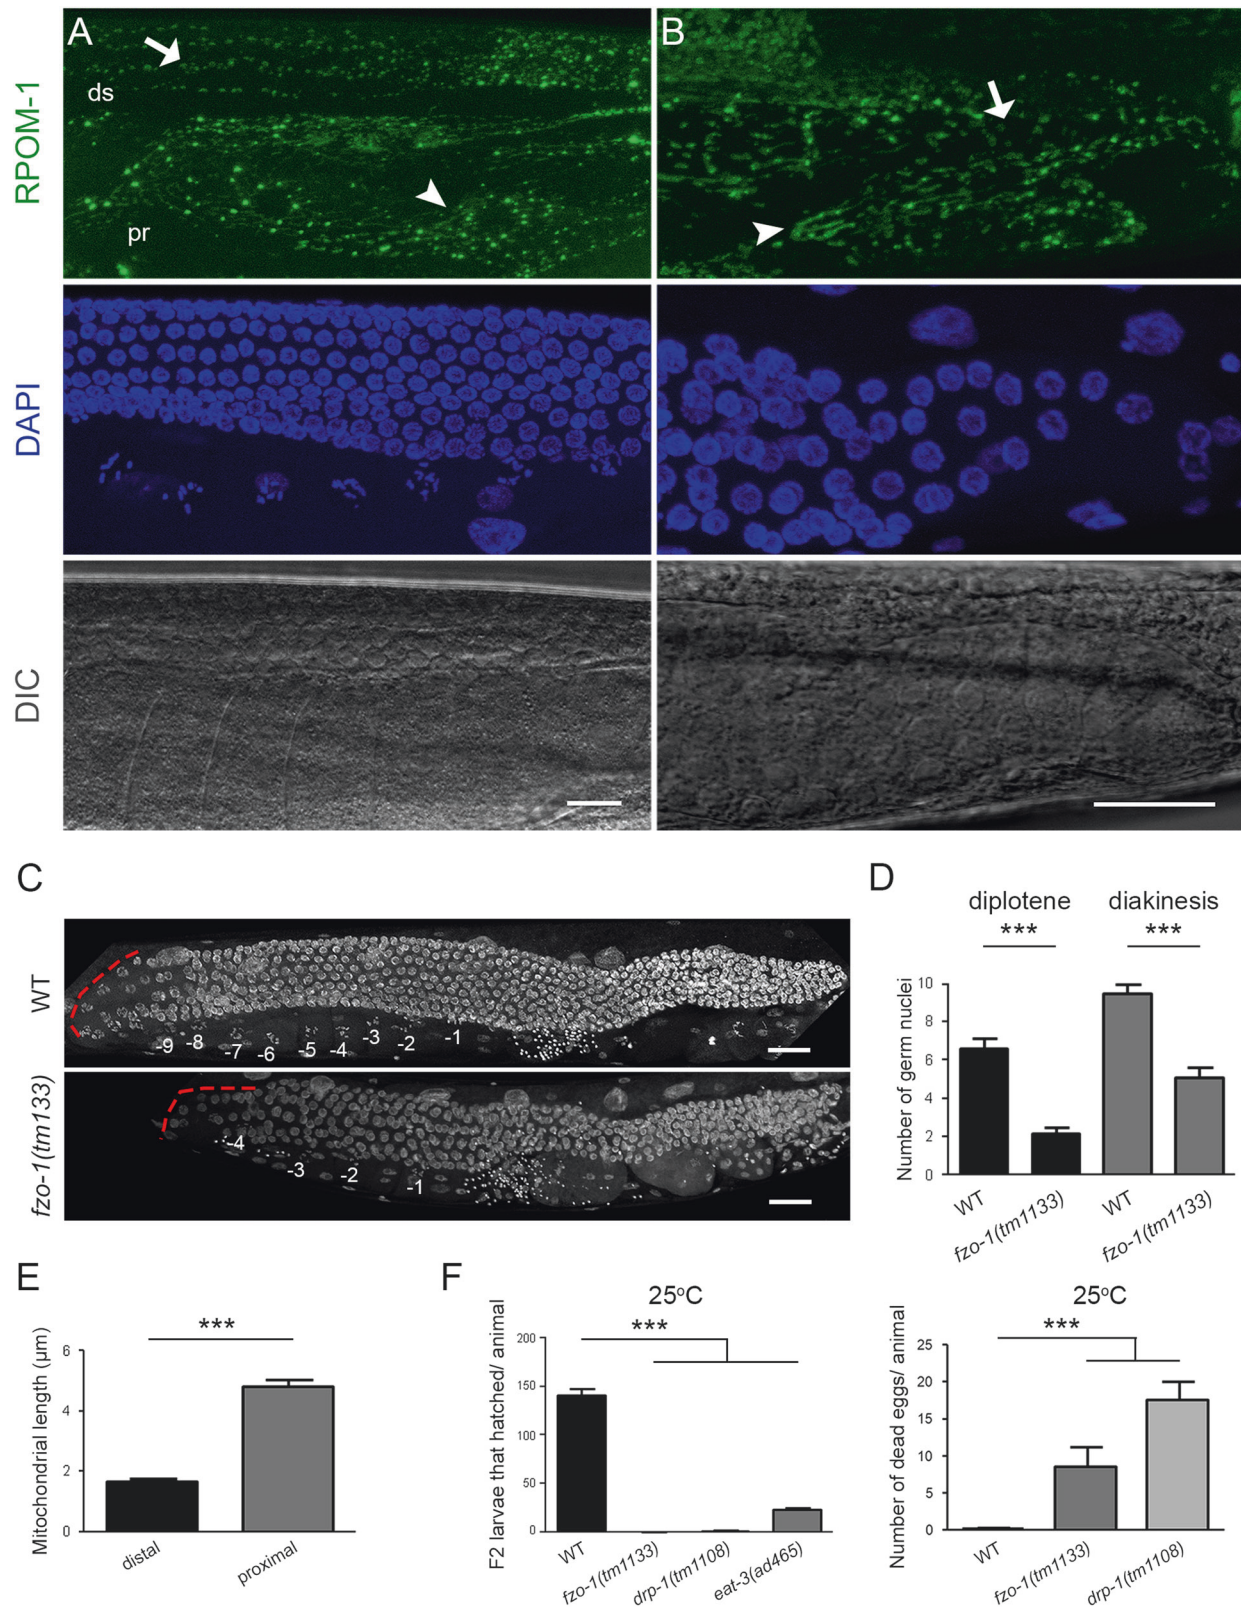 A
B
RPOM-1
ds
pr
DAPI
DIC
C
WT
-9 -8 -7 -6 -5 -4 -3 -2 -1
fzo-1(tm133)
-4 -3 -2 -1
D
diplotene diakinesis
*** ***
Number of germ nuclei
10
8
6
4
2
0
WT fzo-1(tm1133) WT fzo-1(tm1133)
E
***
Mitochondrial length (µm)
6
4
2
0
distal proximal
F
25°C
***
F2 larvae that hatched/ animal
200
150
100
50
0
WT fzo-1(tm1133) drp-1(tm1108) eat-3(ad465)
25°C
***
Number of dead eggs/ animal
25
20
15
10
5
0
WT fzo-1(tm1133) drp-1(tm1108)